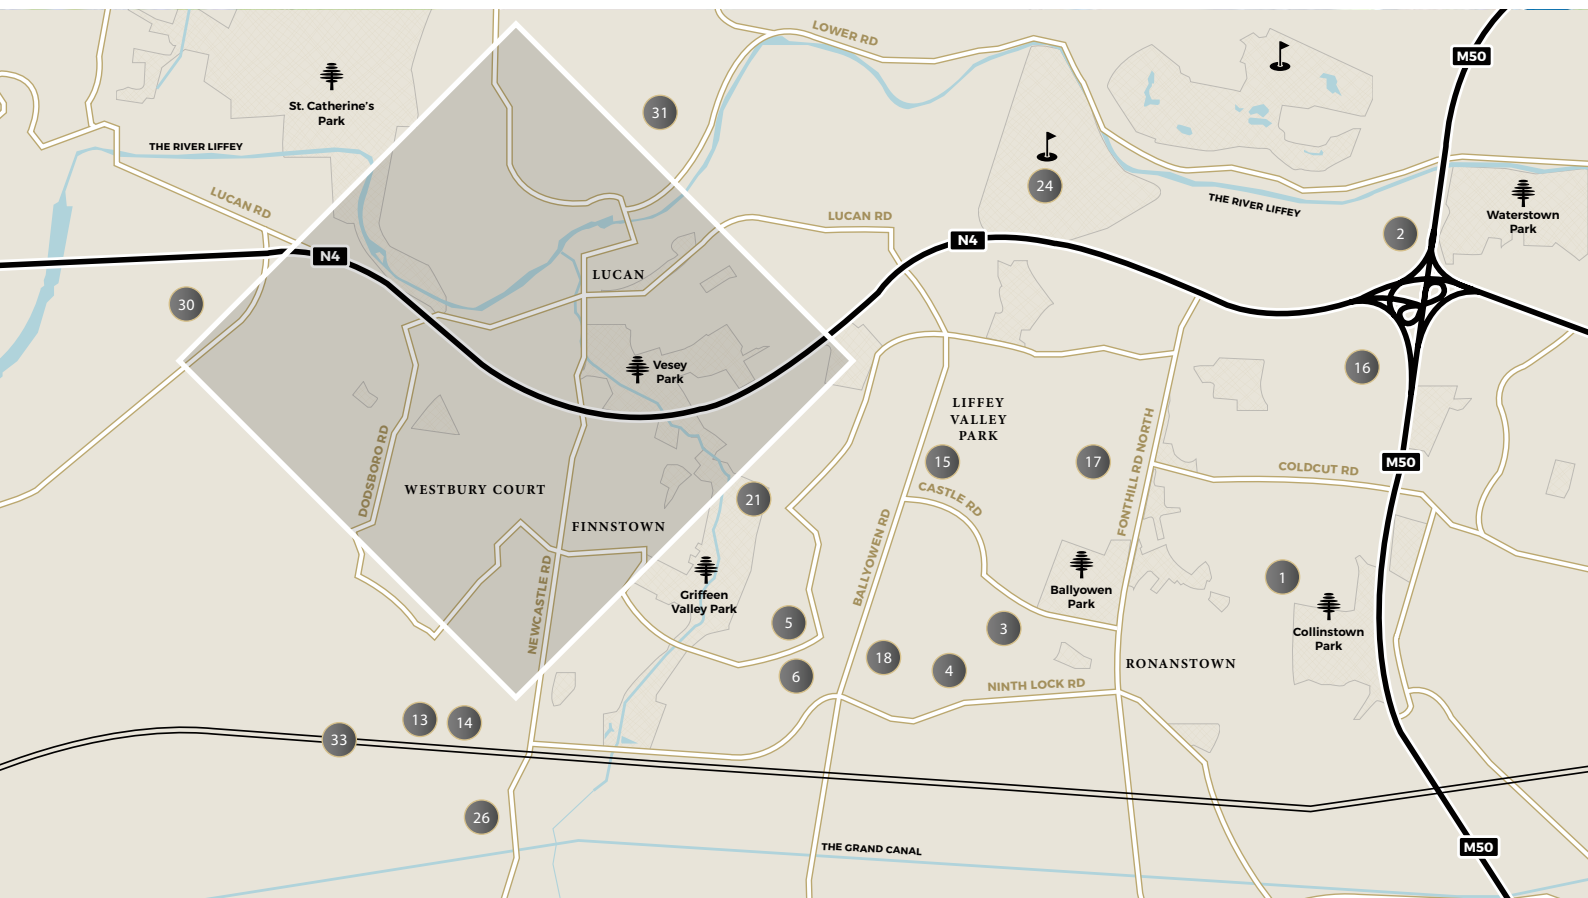 LOWER RD
M50
31
St. Catherine's
Park
THE RIVER LIFFEY
24
LUCAN RD
THE RIVER LIFFEY
Waterstown
Park
LUCAN RD
2
N4
N4
LUCAN
30
16
Vesey
Park
LIFFEY
VALLEY
PARK
15
17
FONTHILL RD NORTH
COLDCUT RD
M50
DODSBORO RD
WESTBURY COURT
21
CASTLE RD
FINNSTOWN
BALLYOWEN RD
NEWCASTLE RD
Griffeen
Valley Park
Ballyowen
Park
1
Collinstown
Park
5
3
18
4
6
RONANSTOWN
NINTH LOCK RD
13
14
33
26
THE GRAND CANAL
M50